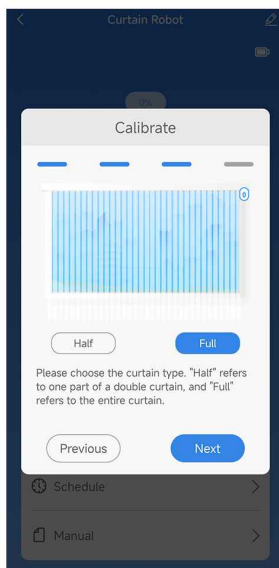 Curtain Robot
0%
Calibrate
Half
Full
Please choose the curtain type. "Half" refers
to one part of a double curtain, and "Full"
refers to the entire curtain.
Previous
Next
Schedule
Manual